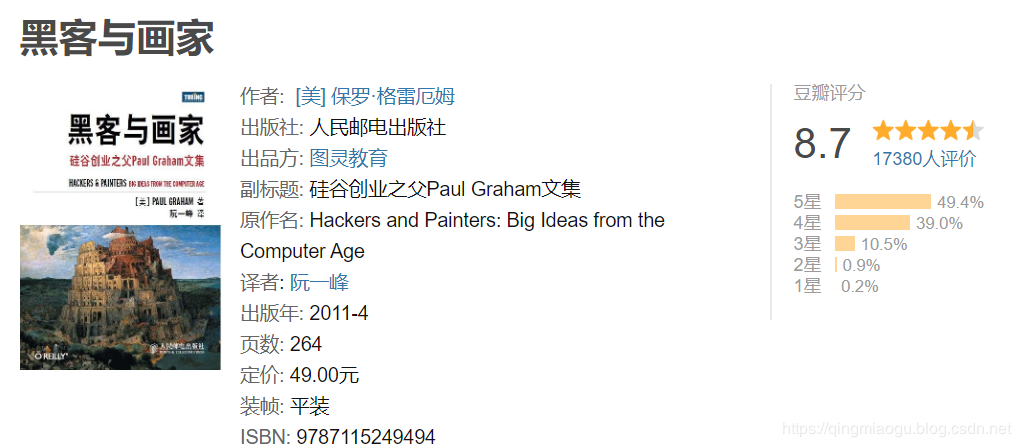 黑客与画家
TURING
黑客与画家
硅谷创业之父Paul Graham文集
HACKERS & PAINTERS BIG IDEAS FROM THE COMPUTER AGE
[美] PAUL GRAHAM 著
阮一峰 译
O'REILLY
人民邮电出版社
作者: [美] 保罗·格雷厄姆
出版社: 人民邮电出版社
出品方: 图灵教育
副标题: 硅谷创业之父Paul Graham文集
原作名: Hackers and Painters: Big Ideas from the
Computer Age
译者: 阮一峰
出版年: 2011-4
页数: 264
定价: 49.00元
装帧: 平装
ISBN: 9787115249494
豆瓣评分
8.7
17380人评价
5星 49.4%
4星 39.0%
3星 10.5%
2星 0.9%
1星 0.2%
https://qingmiaogu.blog.csdn.net